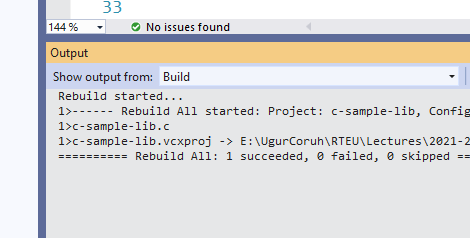 33
144 %
No issues found
Output
Show output from: Build
Rebuild started...
1>------ Rebuild All started: Project: c-sample-lib, Config
1>c-sample-lib.c
1>c-sample-lib.vcxproj -> E:\UgurCoruh\RTEU\Lectures\2021-2
========== Rebuild All: 1 succeeded, 0 failed, 0 skipped ==